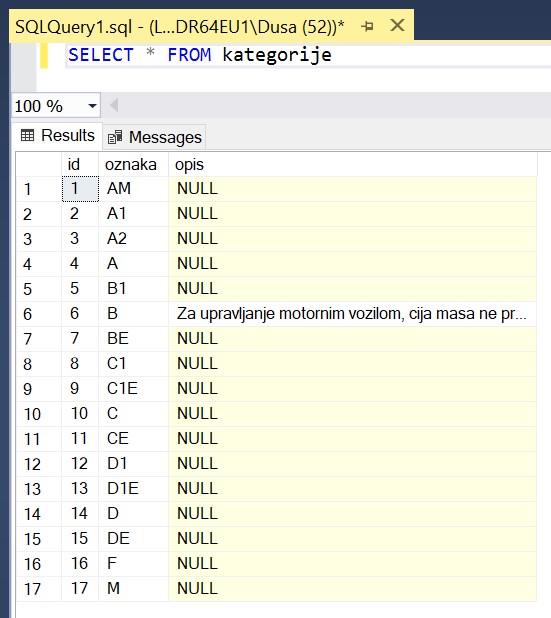 SQLQuery1.sql - (L...DR64EU1\Dusa (52))*
SELECT * FROM kategorije
100 %
Results Messages
id oznaka opis
1 1 AM NULL
2 2 A1 NULL
3 3 A2 NULL
4 4 A NULL
5 5 B1 NULL
6 6 B Za upravljanje motornim vozilom, cija masa ne pr...
7 7 BE NULL
8 8 C1 NULL
9 9 C1E NULL
10 10 C NULL
11 11 CE NULL
12 12 D1 NULL
13 13 D1E NULL
14 14 D NULL
15 15 DE NULL
16 16 F NULL
17 17 M NULL